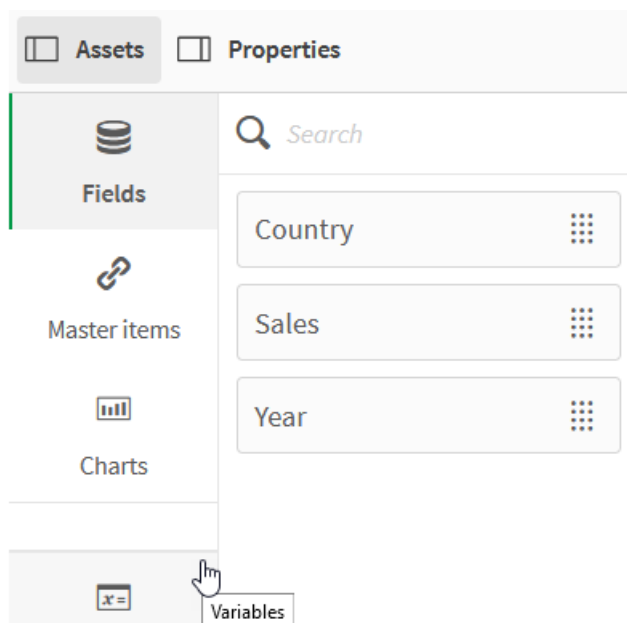 Assets Properties
Fields
Search
Country
Master items
Sales
Charts
Year
x=
Variables